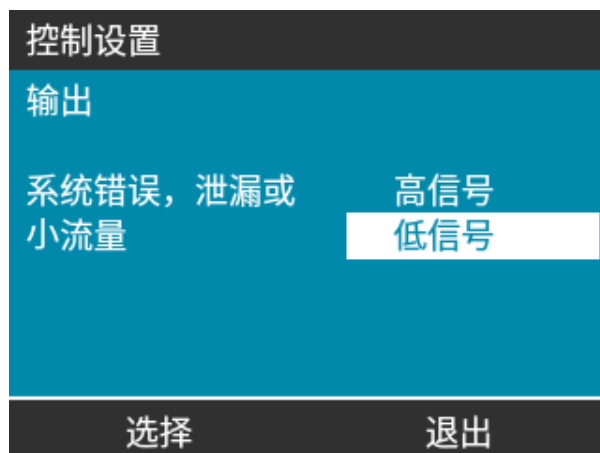 控制设置
输出
系统错误，泄漏或
小流量
高信号
低信号
选择
退出